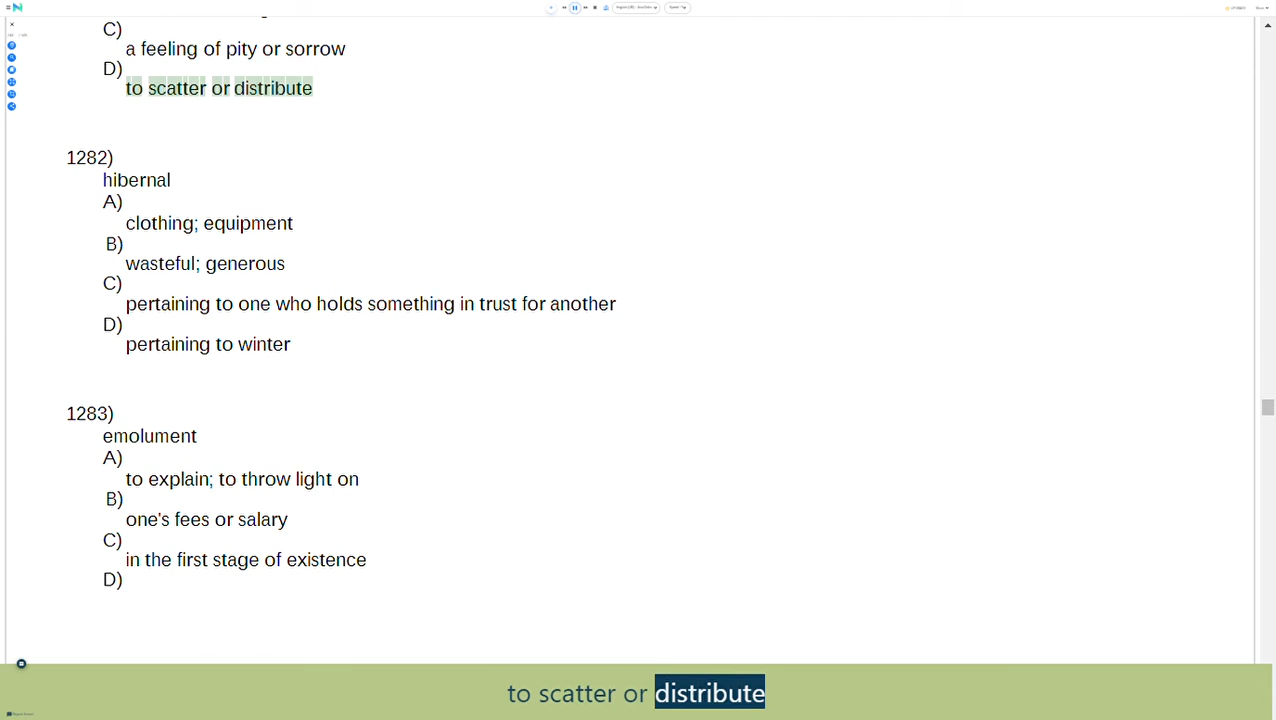 C)
a feeling of pity or sorrow
D)
to scatter or distribute
1282)
hibernal
A)
clothing; equipment
B)
wasteful; generous
C)
pertaining to one who holds something in trust for another
D)
pertaining to winter
1283)
emolument
A)
to explain; to throw light on
B)
one's fees or salary
C)
in the first stage of existence
D)
to scatter or distribute